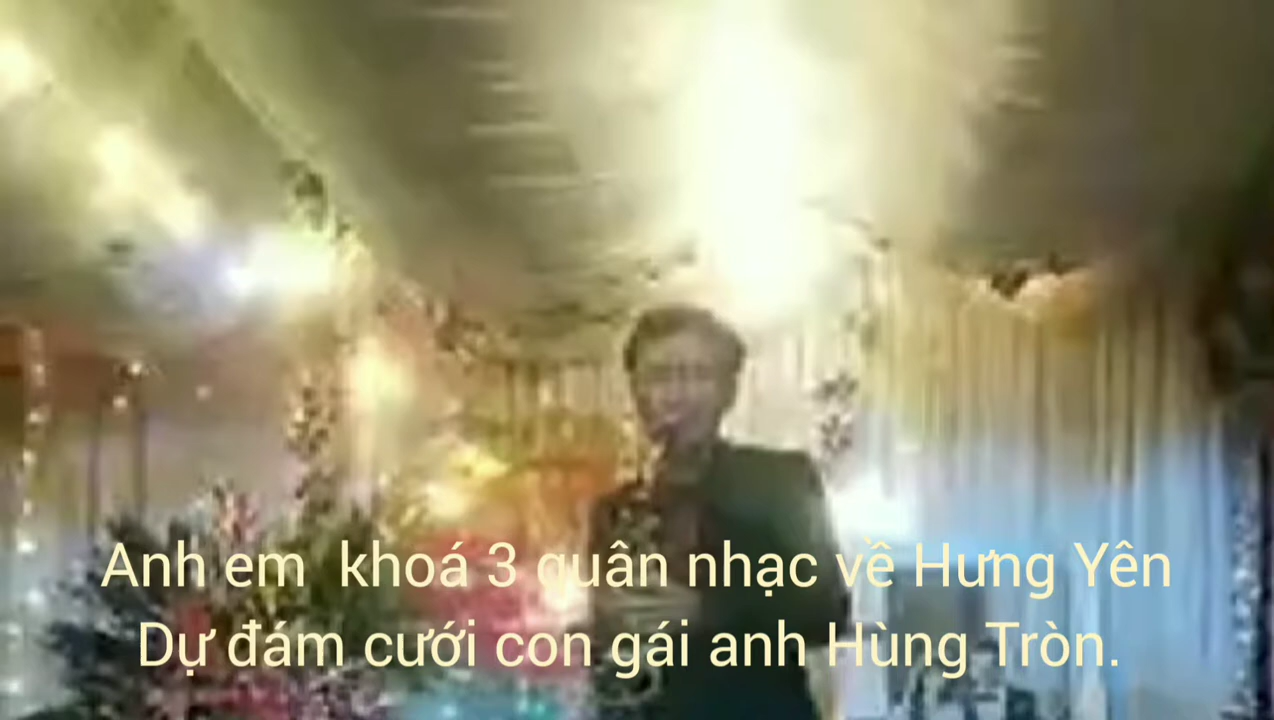 Anh em khoá 3 quân nhạc về Hưng Yên
Dự đám cưới con gái anh Hùng Tròn.